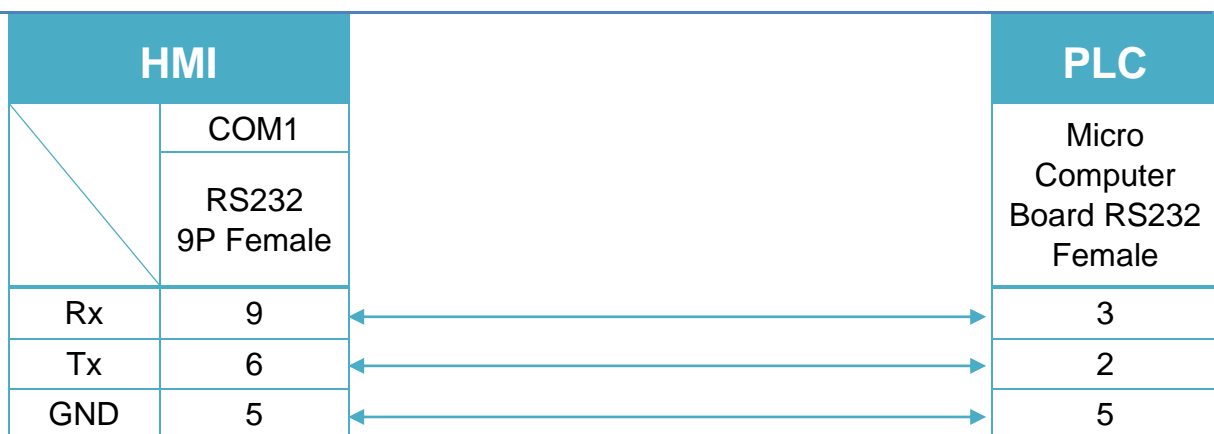 HMI
PLC
COM1
Micro
Computer
Board RS232
Female
RS232
9P Female
Rx 9 3
Tx 6 2
GND 5 5